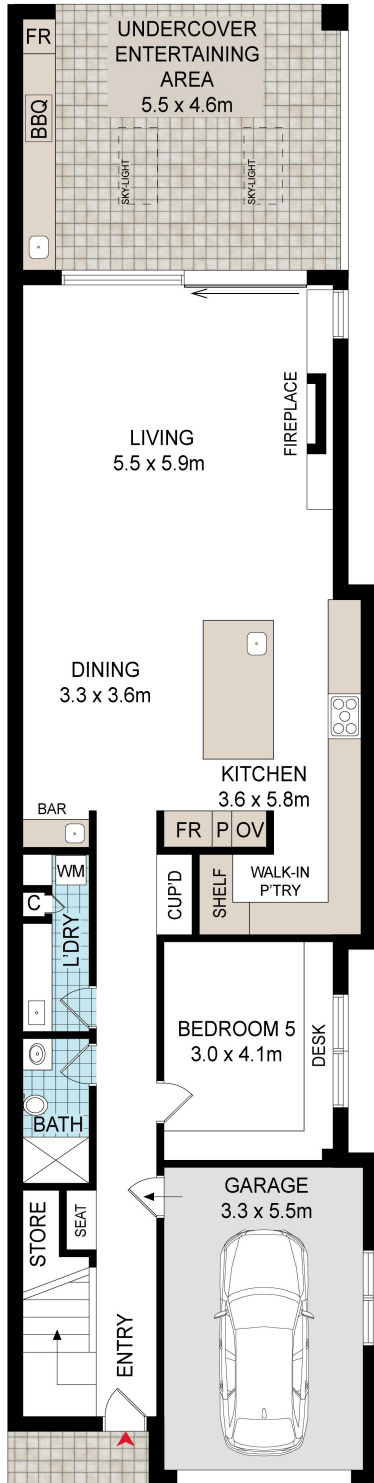 FR
UNDERCOVER
ENTERTAINING
AREA
5.5 x 4.6m
BBQ
SKY-LIGHT
SKY-LIGHT
LIVING
5.5 x 5.9m
FIREPLACE
DINING
3.3 x 3.6m
KITCHEN
3.6 x 5.8m
BAR
FR
P
OV
WM
C
L'DRY
CUP'D
SHELF
WALK-IN
P'TRY
BEDROOM 5
3.0 x 4.1m
DESK
BATH
GARAGE
3.3 x 5.5m
STORE
SEAT
ENTRY